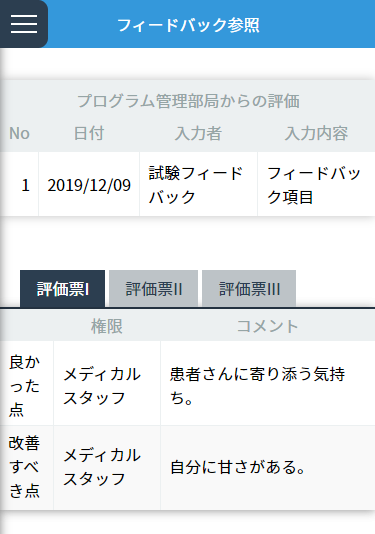 フィードバック参照
プログラム管理部局からの評価
No 日付 入力者 入力内容
1 2019/12/09 試験フィードバック フィードバック項目
評価票I 評価票II 評価票III
権限 コメント
良かった点 メディカルスタッフ 患者さんに寄り添う気持ち。
改善すべき点 メディカルスタッフ 自分に甘さがある。